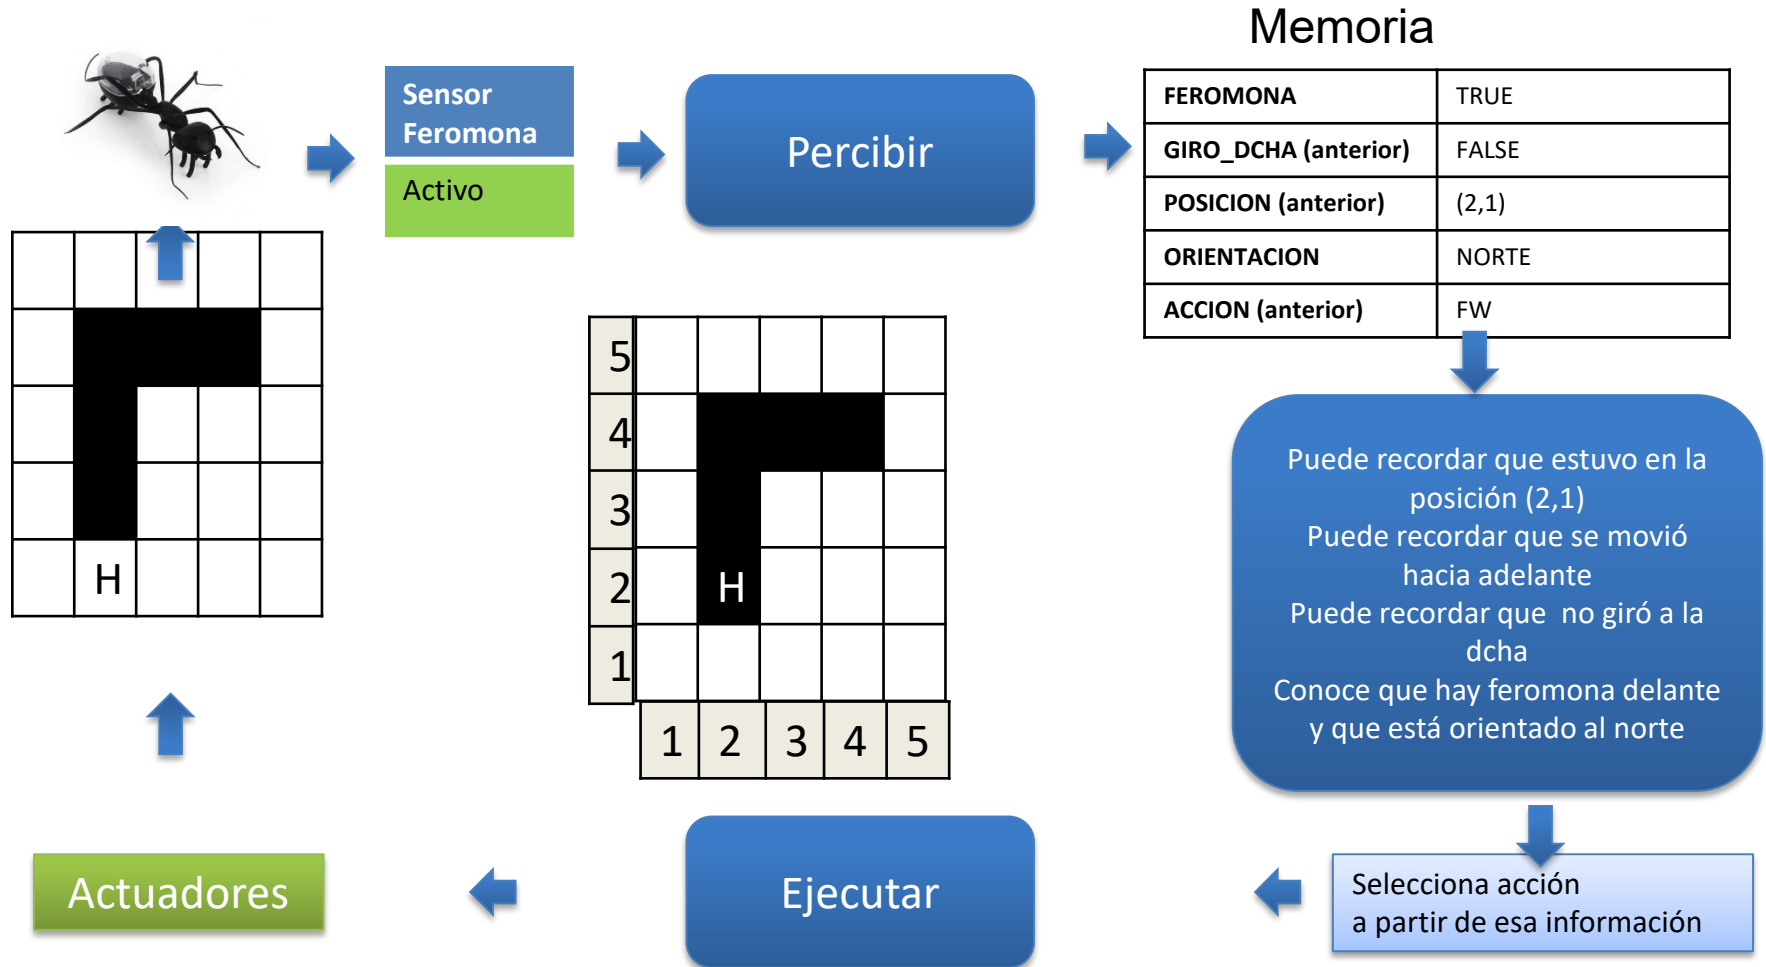 Memoria
Sensor
Feromona
Activo
Percibir
FEROMONA TRUE
GIRO_DCHA (anterior) FALSE
POSICION (anterior) (2,1)
ORIENTACION NORTE
ACCION (anterior) FW
H
5
4
3
2 H
1
1 2 3 4 5
Puede recordar que estuvo en la
posición (2,1)
Puede recordar que se movió
hacia adelante
Puede recordar que no giró a la
dcha
Conoce que hay feromona delante
y que está orientado al norte
Selecciona acción
a partir de esa información
Ejecutar
Actuadores